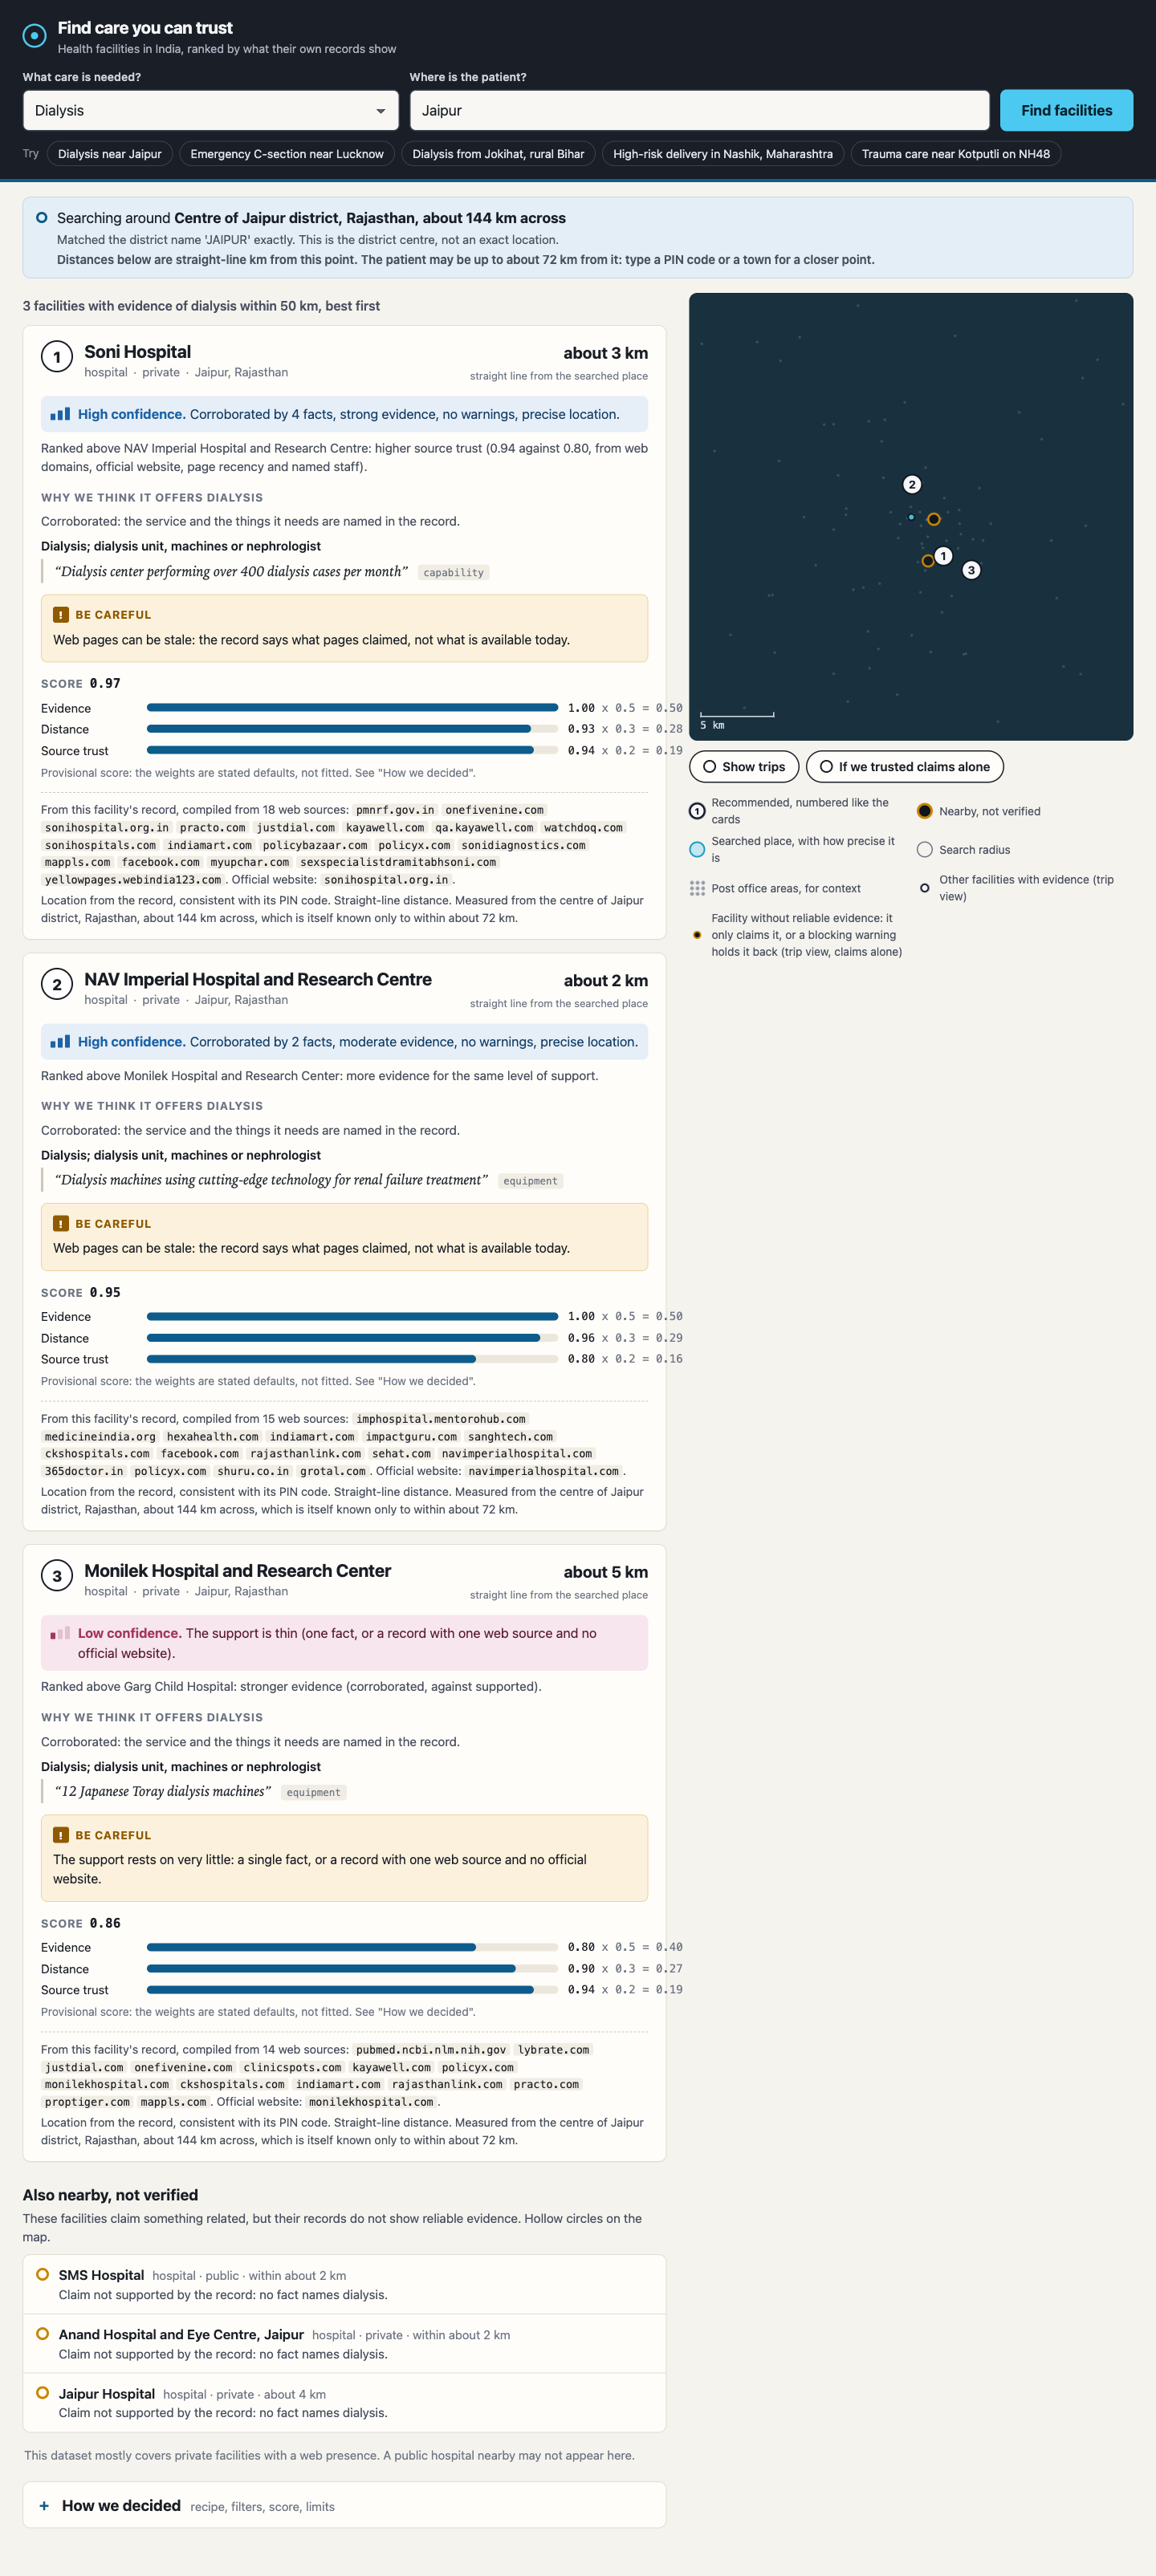 Find care you can trust
Health facilities in India, ranked by what their own records show
What care is needed?
Where is the patient?
Dialysis
Jaipur
Find facilities
Try
Dialysis near Jaipur
Emergency C-section near Lucknow
Dialysis from Jokihat, rural Bihar
High-risk delivery in Nashik, Maharashtra
Trauma care near Kotputli on NH48
Searching around Centre of Jaipur district, Rajasthan, about 144 km across
Matched the district name 'JAIPUR' exactly. This is the district centre, not an exact location.
Distances below are straight-line km from this point. The patient may be up to about 72 km from it: type a PIN code or a town for a closer point.
3 facilities with evidence of dialysis within 50 km, best first
1
Soni Hospital
about 3 km
hospital · private · Jaipur, Rajasthan
straight line from the searched place
High confidence. Corroborated by 4 facts, strong evidence, no warnings, precise location.
Ranked above NAV Imperial Hospital and Research Centre: higher source trust (0.94 against 0.80, from web
domains, official website, page recency and named staff).
WHY WE THINK IT OFFERS DIALYSIS
Corroborated: the service and the things it needs are named in the record.
Dialysis; dialysis unit, machines or nephrologist
“Dialysis center performing over 400 dialysis cases per month” capability
! BE CAREFUL
Web pages can be stale: the record says what pages claimed, not what is available today.
SCORE 0.97
Evidence 1.00 x 0.5 = 0.50
Distance 0.93 x 0.3 = 0.28
Source trust 0.94 x 0.2 = 0.19
Provisional score: the weights are stated defaults, not fitted. See "How we decided".
From this facility's record, compiled from 18 web sources: pmnrf.gov.in onefivenine.com
sonihospital.org.in practo.com justdial.com kayawell.com qa.kayawell.com watchdoq.com
sonihospitals.com indiamart.com policybazaar.com policyx.com sonidiagnostics.com
mappls.com facebook.com myupchar.com sexspecialistdramitabhsoni.com
yellowpages.webindia123.com. Official website: sonihospital.org.in.
Location from the record, consistent with its PIN code. Straight-line distance. Measured from the centre of Jaipur
district, Rajasthan, about 144 km across, which is itself known only to within about 72 km.
2
NAV Imperial Hospital and Research Centre
about 2 km
hospital · private · Jaipur, Rajasthan
straight line from the searched place
High confidence. Corroborated by 2 facts, moderate evidence, no warnings, precise location.
Ranked above Monilek Hospital and Research Center: more evidence for the same level of support.
WHY WE THINK IT OFFERS DIALYSIS
Corroborated: the service and the things it needs are named in the record.
Dialysis; dialysis unit, machines or nephrologist
“Dialysis machines using cutting-edge technology for renal failure treatment” equipment
! BE CAREFUL
Web pages can be stale: the record says what pages claimed, not what is available today.
SCORE 0.95
Evidence 1.00 x 0.5 = 0.50
Distance 0.96 x 0.3 = 0.29
Source trust 0.80 x 0.2 = 0.16
Provisional score: the weights are stated defaults, not fitted. See "How we decided".
From this facility's record, compiled from 15 web sources: imphospital.mentorohub.com
medicineindia.org hexahealth.com indiamart.com impactguru.com sanghtech.com
ckshospitals.com facebook.com rajasthanlink.com sehat.com navimperialhospital.com
365doctor.in policyx.com shuru.co.in grotal.com. Official website: navimperialhospital.com.
Location from the record, consistent with its PIN code. Straight-line distance. Measured from the centre of Jaipur
district, Rajasthan, about 144 km across, which is itself known only to within about 72 km.
3
Monilek Hospital and Research Center
about 5 km
hospital · private · Jaipur, Rajasthan
straight line from the searched place
Low confidence. The support is thin (one fact, or a record with one web source and no
official website).
Ranked above Garg Child Hospital: stronger evidence (corroborated, against supported).
WHY WE THINK IT OFFERS DIALYSIS
Corroborated: the service and the things it needs are named in the record.
Dialysis; dialysis unit, machines or nephrologist
“12 Japanese Toray dialysis machines” equipment
! BE CAREFUL
The support rests on very little: a single fact, or a record with one web source and no official
website.
SCORE 0.86
Evidence 0.80 x 0.5 = 0.40
Distance 0.90 x 0.3 = 0.27
Source trust 0.94 x 0.2 = 0.19
Provisional score: the weights are stated defaults, not fitted. See "How we decided".
From this facility's record, compiled from 14 web sources: pubmed.ncbi.nlm.nih.gov lybrate.com
justdial.com onefivenine.com clinicspots.com kayawell.com policyx.com
monilekhospital.com ckshospitals.com indiamart.com rajasthanlink.com practo.com
proptiger.com mappls.com. Official website: monilekhospital.com.
Location from the record, consistent with its PIN code. Straight-line distance. Measured from the centre of Jaipur
district, Rajasthan, about 144 km across, which is itself known only to within about 72 km.
Also nearby, not verified
These facilities claim something related, but their records do not show reliable evidence. Hollow circles on the
map.
SMS Hospital hospital · public · within about 2 km
Claim not supported by the record: no fact names dialysis.
Anand Hospital and Eye Centre, Jaipur hospital · private · within about 2 km
Claim not supported by the record: no fact names dialysis.
Jaipur Hospital hospital · private · about 4 km
Claim not supported by the record: no fact names dialysis.
This dataset mostly covers private facilities with a web presence. A public hospital nearby may not appear here.
+ How we decided recipe, filters, score, limits
2
1
3
5 km
Show trips
If we trusted claims alone
1
Recommended, numbered like the
cards
Nearby, not verified
Searched place, with how precise it
is
Search radius
Post office areas, for context
Other facilities with evidence (trip
view)
Facility without reliable evidence: it
only claims it, or a blocking warning
holds it back (trip view, claims alone)